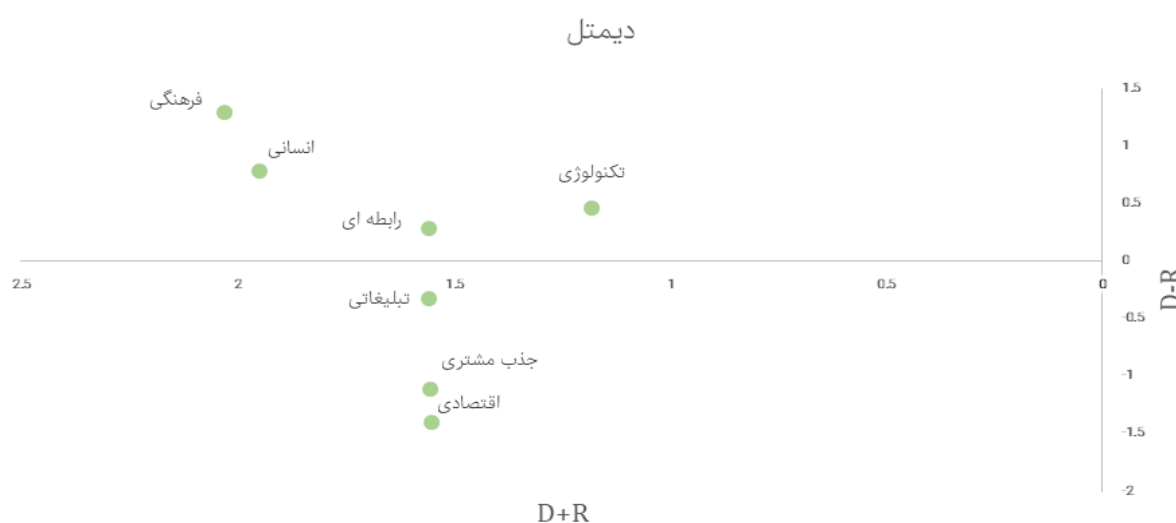 دیمتل
1.5
فرهنگی
انسانی
1
تکنولوژی
0.5
رابطه ای
0
2.5 2 1.5 1 0.5 0
D-R
تبلیغاتی
-0.5
جذب مشتری
-1
اقتصادی
-1.5
-2
D+R